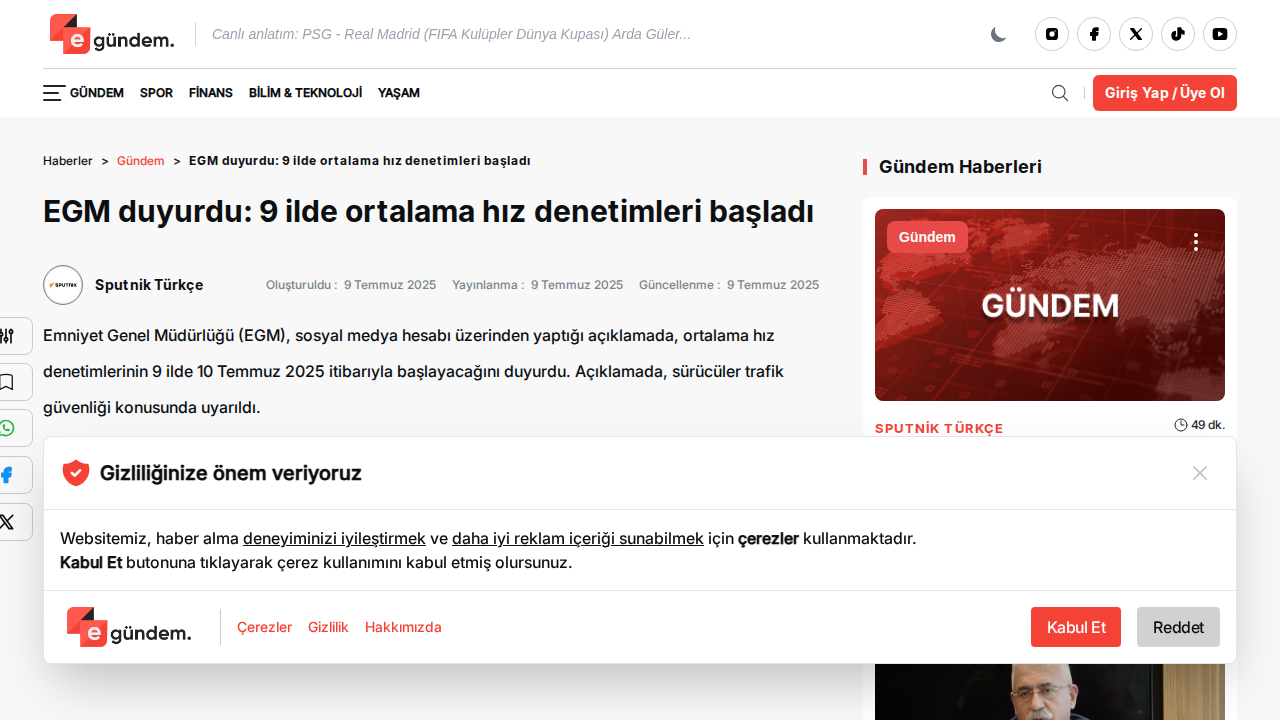 e gündem.
Canlı anlatım: PSG - Real Madrid (FIFA Kulüpler Dünya Kupası) Arda Güler...
GÜNDEM SPOR FİNANS BİLİM & TEKNOLOJİ YAŞAM
Giriş Yap / Üye Ol
Haberler > Gündem > EGM duyurdu: 9 ilde ortalama hız denetimleri başladı
EGM duyurdu: 9 ilde ortalama hız denetimleri başladı
SPUTNIK
Sputnik Türkçe
Oluşturuldu : 9 Temmuz 2025 Yayınlanma : 9 Temmuz 2025 Güncellenme : 9 Temmuz 2025
Emniyet Genel Müdürlüğü (EGM), sosyal medya hesabı üzerinden yaptığı açıklamada, ortalama hız
denetimlerinin 9 ilde 10 Temmuz 2025 itibarıyla başlayacağını duyurdu. Açıklamada, sürücüler trafik
güvenliği konusunda uyarıldı.
Gündem Haberleri
Gündem
GÜNDEM
SPUTNİK TÜRKÇE
49 dk.
Gizliliğinize önem veriyoruz
Websitemiz, haber alma deneyiminizi iyileştirmek ve daha iyi reklam içeriği sunabilmek için çerezler kullanmaktadır.
Kabul Et butonuna tıklayarak çerez kullanımını kabul etmiş olursunuz.
e gündem.
Çerezler Gizlilik Hakkımızda
Kabul Et Reddet